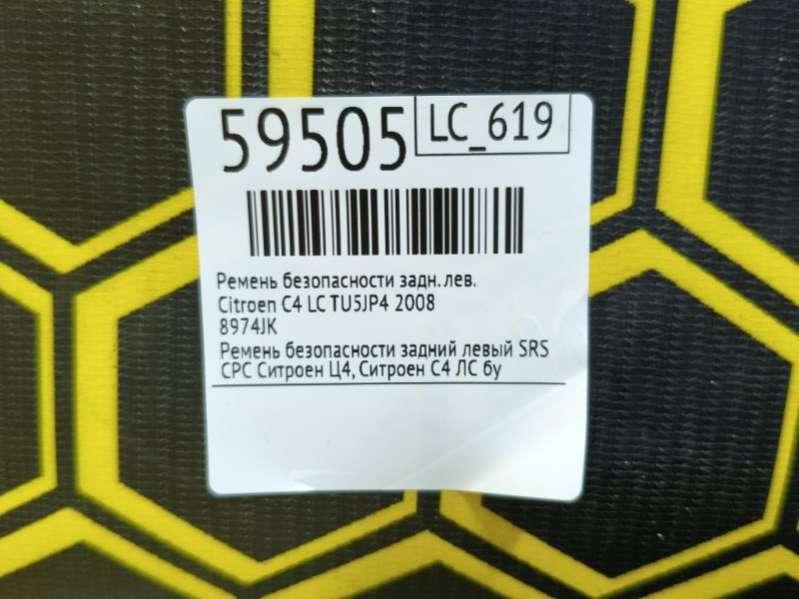 59505
LC_619
Ремень безопасности задн. лев.
Citroen C4 LC TU5JP4 2008
8974JK
Ремень безопасности задний левый SRS
СРС Ситроен Ц4, Ситроен С4 ЛС бу